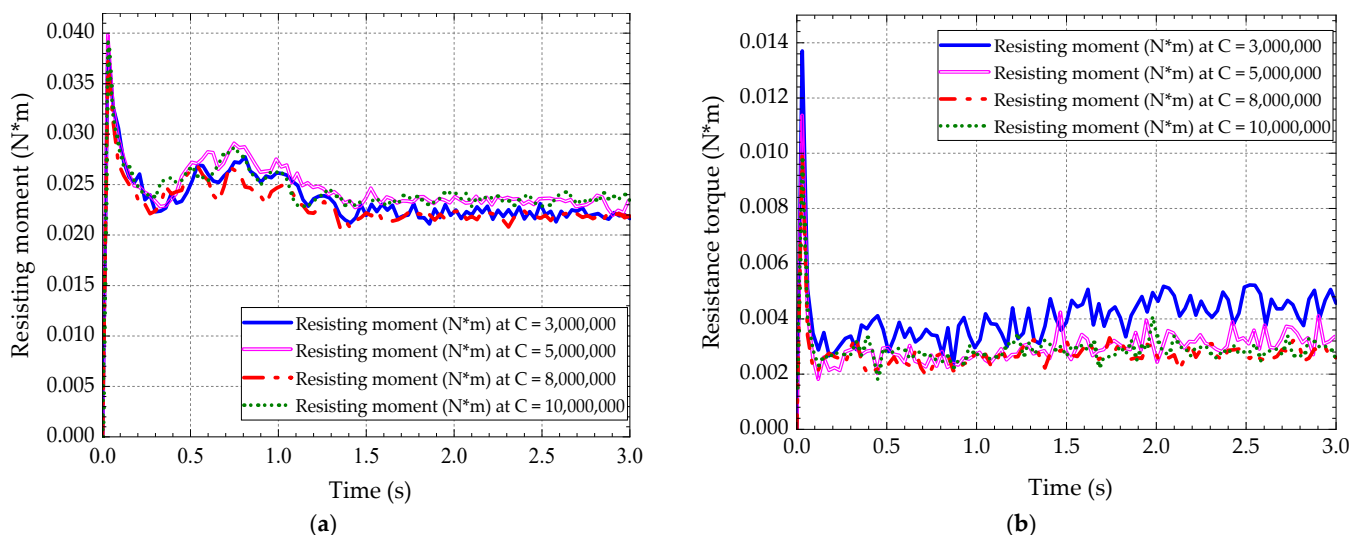 Resisting moment (N*m)
0.040
0.035
0.030
0.025
0.020
0.015
0.010
0.005
0.000
Resisting moment (N*m) at C = 3,000,000
Resisting moment (N*m) at C = 5,000,000
Resisting moment (N*m) at C = 8,000,000
Resisting moment (N*m) at C = 10,000,000
0.0 0.5 1.0 1.5 2.0 2.5 3.0
Time (s)
(a)
Resistance torque (N*m)
0.014
0.012
0.010
0.008
0.006
0.004
0.002
0.000
Resisting moment (N*m) at C = 3,000,000
Resisting moment (N*m) at C = 5,000,000
Resisting moment (N*m) at C = 8,000,000
Resisting moment (N*m) at C = 10,000,000
0.0 0.5 1.0 1.5 2.0 2.5 3.0
Time (s)
(b)